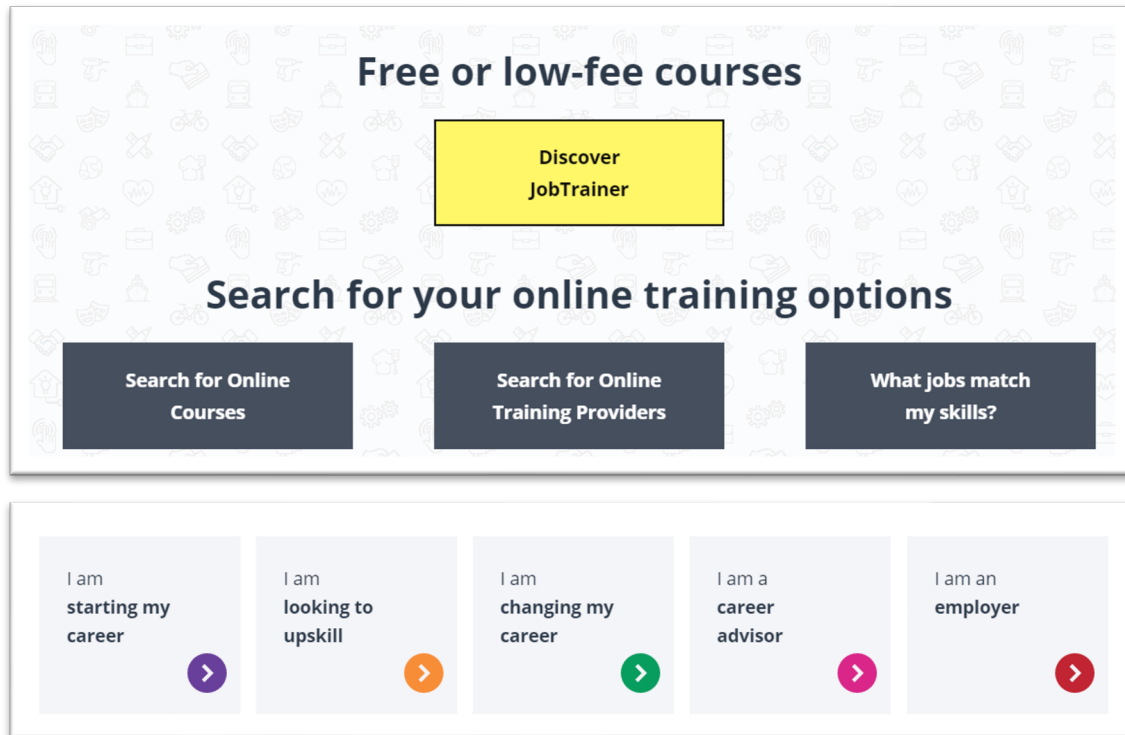 Free or low-fee courses
Discover
JobTrainer
Search for your online training options
Search for Online
Courses
Search for Online
Training Providers
What jobs match
my skills?
I am
starting my
career
I am
looking to
upskill
I am
changing my
career
I am a
career
advisor
I am an
employer